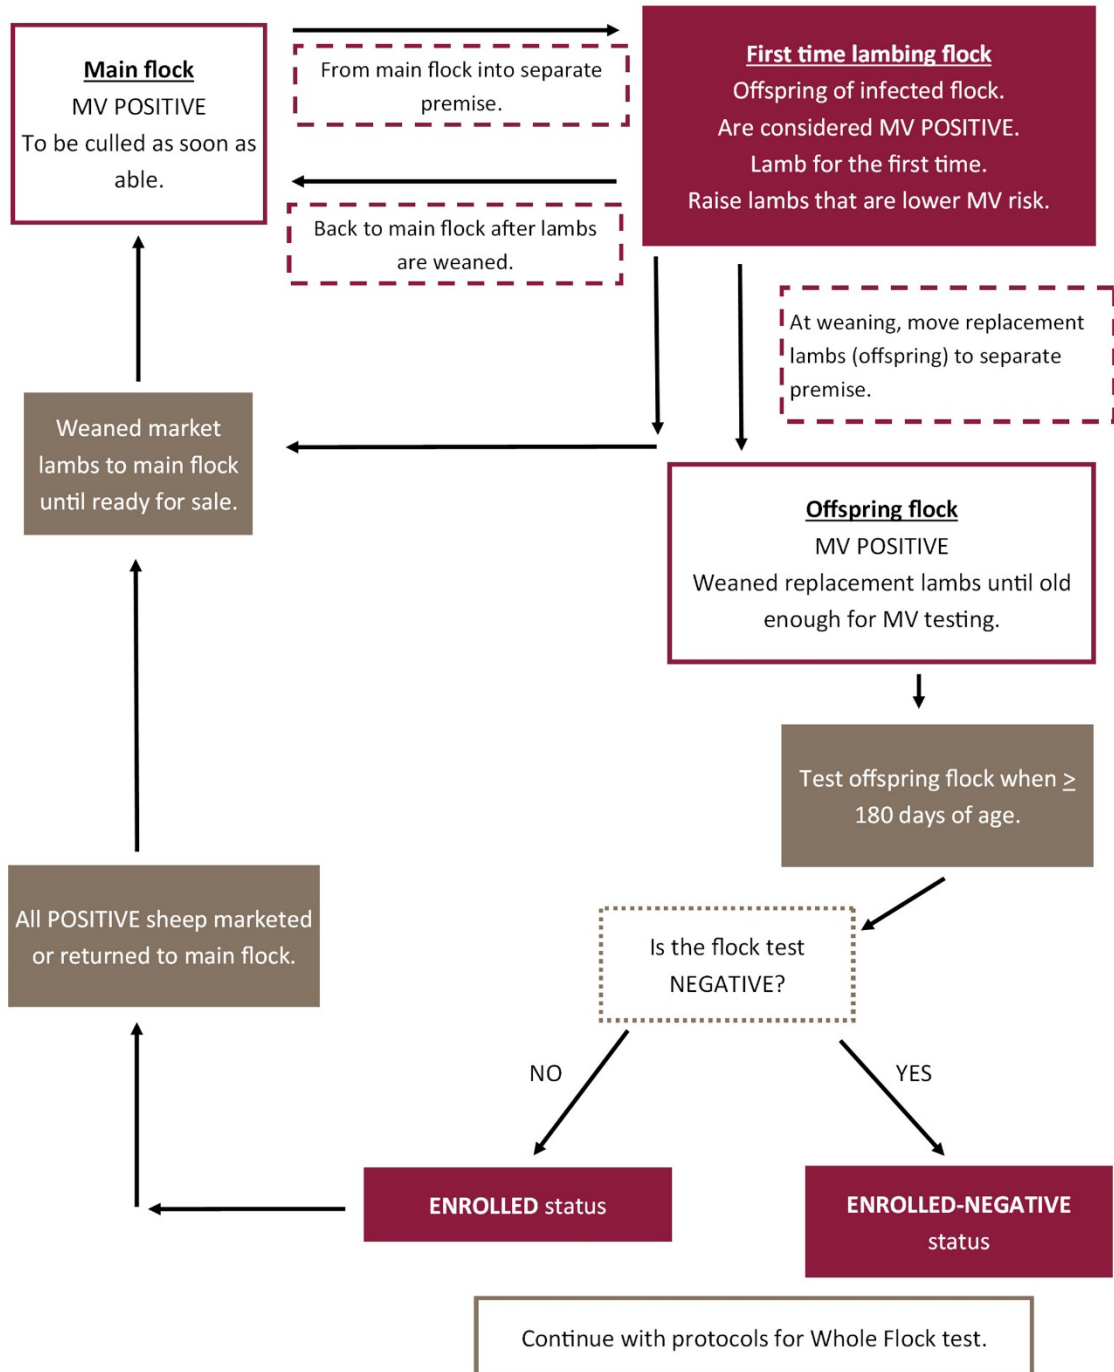 Main flock
MV POSITIVE
To be culled as soon as
able.
From main flock into separate
premise.
First time lambing flock
Offspring of infected flock.
Are considered MV POSITIVE.
Lamb for the first time.
Raise lambs that are lower MV risk.
Back to main flock after lambs
are weaned.
At weaning, move replacement
lambs (offspring) to separate
premise.
Weaned market
lambs to main flock
until ready for sale.
Offspring flock
MV POSITIVE
Weaned replacement lambs until old
enough for MV testing.
Test offspring flock when ≥
180 days of age.
All POSITIVE sheep marketed
or returned to main flock.
Is the flock test
NEGATIVE?
NO
YES
ENROLLED status
ENROLLED-NEGATIVE
status
Continue with protocols for Whole Flock test.